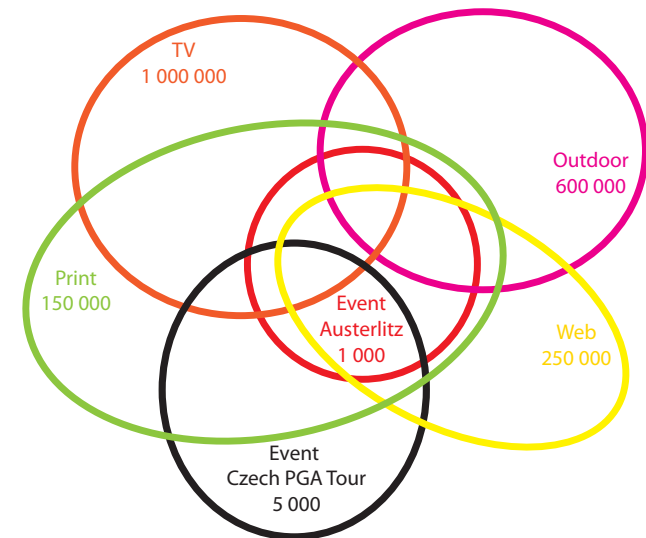 TV
1 000 000
Outdoor
600 000
Print
150 000
Event
Austerlitz
1 000
Web
250 000
Event
Czech PGA Tour
5 000